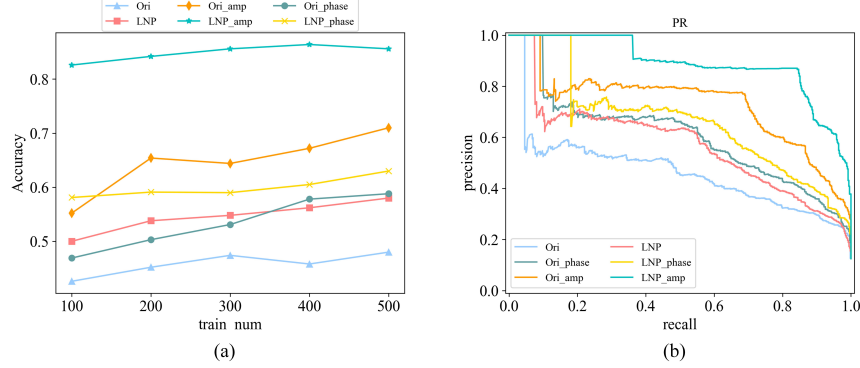 Ori Ori_amp Ori_phase
LNP LNP_amp LNP_phase
Accuracy
0.8
0.7
0.6
0.5
100 200 300 400 500
train num
(a)
PR
precision
1.0
0.8
0.6
0.4
0.2
0.0
Ori LNP
Ori_phase LNP_phase
Ori_amp LNP_amp
0.0 0.2 0.4 0.6 0.8 1.0
recall
(b)